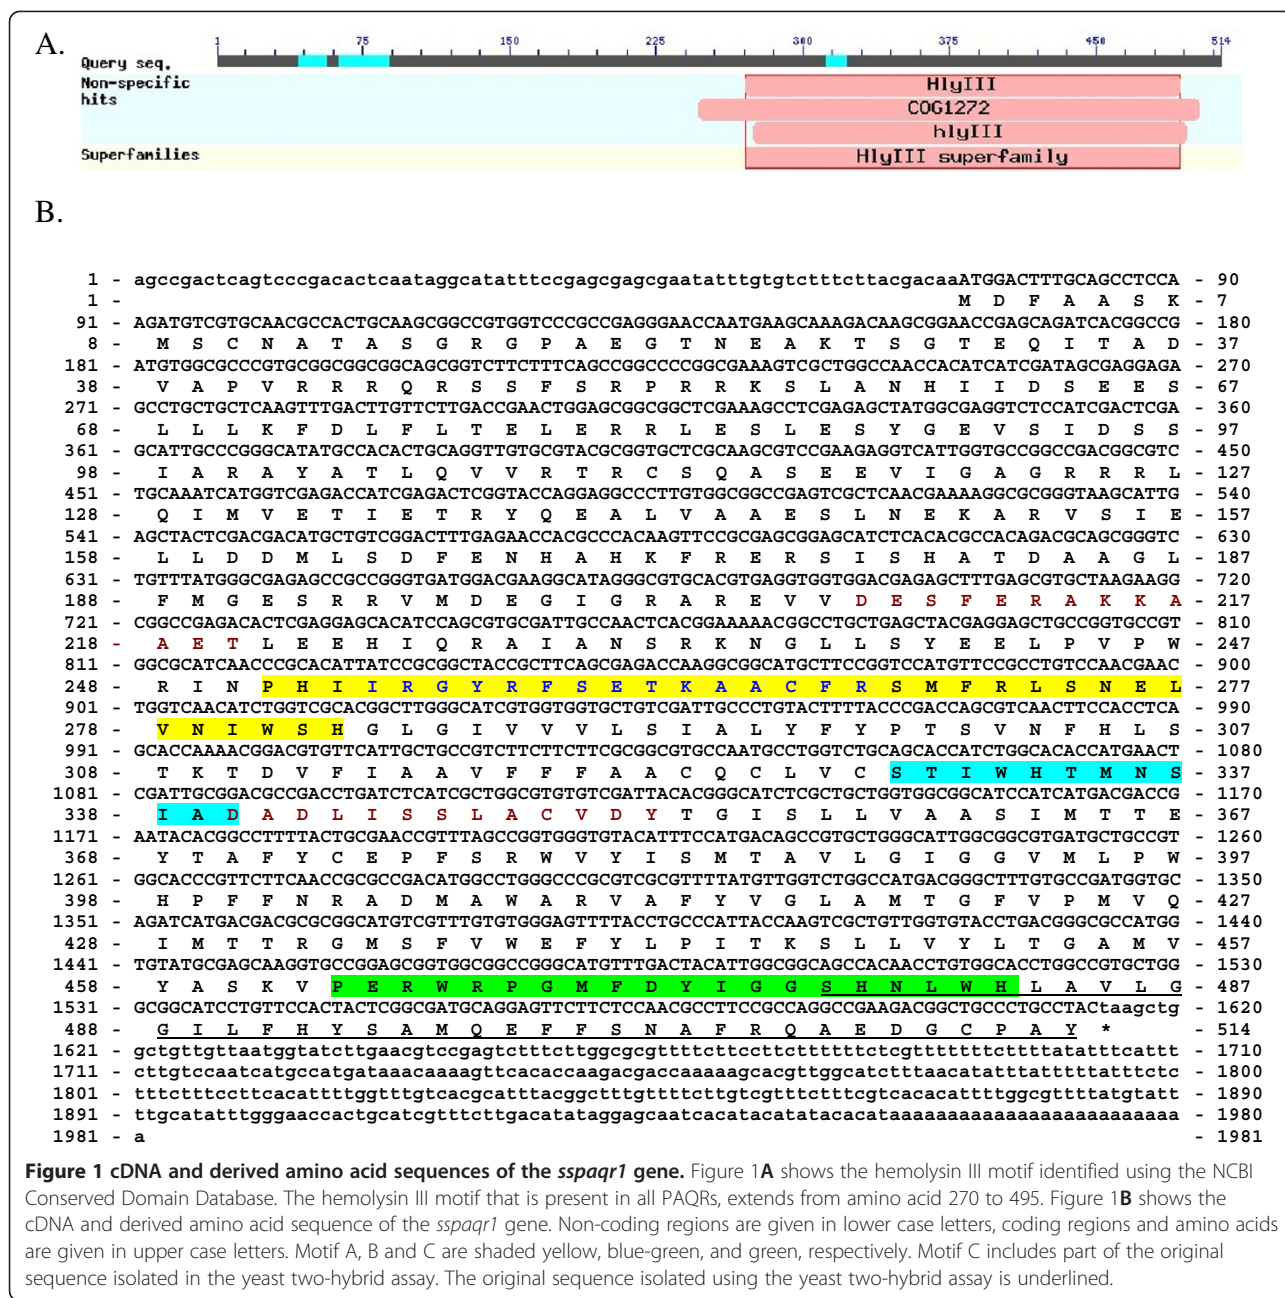 A.
1 75 150 225 300 375 450 514
Query seq.
Non-specific hits
HlyIII
COG1272
hlyIII
Superfamilies
HlyIII superfamily
B.
1 - agccgactcagtcccgacactcaataggcatatttccgagcgagcgaatatttgtgtctttcttacgacaaATGGACTTTGCAGCCTCCA - 90
1 - M D F A A S K - 7
91 - AGATGTCGTGCAACGCCACTGCAAGCGGCCGTGGTCCCGCCGAGGGAACCAATGAAGCAAAGACAAGCGGAACCGAGCAGATCACGGCCG - 180
8 - M S C N A T A S G R G P A E G T N E A K T S G T E Q I T A D - 37
181 - ATGTGGCGCCCGTGCGGCGGCGGCAGCGGTCTTCTTTCAGCCGGCCCCGGCGAAAGTCGCTGGCCAACCACATCATCGATAGCGAGGAGA - 270
38 - V A P V R R R Q R S S F S R P R R K S L A N H I I D S E E S - 67
271 - GCCTGCTGCTCAAGTTTGACTTGTTCTTGACCGAACTGGAGCGGCGGCTCGAAAGCCTCGAGAGCTATGGCGAGGTCTCCATCGACTCGA - 360
68 - L L L K F D L F L T E L E R R L E S L E S Y G E V S I D S S - 97
361 - GCATTGCCCGGGCATATGCCACACTGCAGGTTGTGCGTACGCGGTGCTCGCAAGCGTCCGAAGAGGTCATTGGTGCCGGCCGACGGCGTC - 450
98 - I A R A Y A T L Q V V R T R C S Q A S E E V I G A G R R R L - 127
451 - TGCAAATCATGGTCGAGACCATCGAGACTCGGTACCAGGAGGCCCTTGTGGCGGCCGAGTCGCTCAACGAAAAGGCGCGGGTAAGCATTG - 540
128 - Q I M V E T I E T R Y Q E A L V A A E S L N E K A R V S I E - 157
541 - AGCTACTCGACGACATGCTGTCGGACTTTGAGAACCACGCCCACAAGTTCCGCGAGCGGAGCATCTCACACGCCACAGACGCAGCGGGTC - 630
158 - L L D D M L S D F E N H A H K F R E R S I S H A T D A A G L - 187
631 - TGTTTATGGGCGAGAGCCGCCGGGTGATGGACGAAGGCATAGGGCGTGCACGTGAGGTGGTGGACGAGAGCTTTGAGCGTGCTAAGAAGG - 720
188 - F M G E S R R V M D E G I G R A R E V V D E S F E R A K K A - 217
721 - CGGCCGAGACACTCGAGGAGCACATCCAGCGTGCGATTGCCAACTCACGGAAAAACGGCCTGCTGAGCTACGAGGAGCTGCCGGTGCCGT - 810
218 - A E T L E E H I Q R A I A N S R K N G L L S Y E E L P V P W - 247
811 - GGCGCATCAACCCGCACATTATCCGCGGCTACCGCTTCAGCGAGACCAAGGCGGCATGCTTCCGGTCCATGTTCCGCCTGTCCAACGAAC - 900
248 - R I N P H I I R G Y R F S E T K A A C F R S M F R L S N E L - 277
901 - TGGTCAACATCTGGTCGCACGGCTTGGGCATCGTGGTGGTGCTGTCGATTGCCCTGTACTTTTACCCGACCAGCGTCAACTTCCACCTCA - 990
278 - V N I W S H G L G I V V V L S I A L Y F Y P T S V N F H L S - 307
991 - GCACCAAAACGGACGTGTTCATTGCTGCCGTCTTCTTCTTCGCGGCGTGCCAATGCCTGGTCTGCAGCACCATCTGGCACACCATGAACT - 1080
308 - T K T D V F I A A V F F F A A C Q C L V C S T I W H T M N S - 337
1081 - CGATTGCGGACGCCGACCTGATCTCATCGCTGGCGTGTGTCGATTACACGGGCATCTCGCTGCTGGTGGCGGCATCCATCATGACGACCG - 1170
338 - I A D A D L I S S L A C V D Y T G I S L L V A A S I M T T E - 367
1171 - AATACACGGCCTTTTACTGCGAACCGTTTAGCCGGTGGGTGTACATTTCCATGACAGCCGTGCTGGGCATTGGCGGCGTGATGCTGCCGT - 1260
368 - Y T A F Y C E P F S R W V Y I S M T A V L G I G G V M L P W - 397
1261 - GGCACCCGTTCTTCAACCGCGCCGACATGGCCTGGGCCCGCGTCGCGTTTTATGTTGGTCTGGCCATGACGGGCTTTGTGCCGATGGTGC - 1350
398 - H P F F N R A D M A W A R V A F Y V G L A M T G F V P M V Q - 427
1351 - AGATCATGACGACGCGCGGCATGTCGTTTGTGTGGGAGTTTTACCTGCCCATTACCAAGTCGCTGTTGGTGTACCTGACGGGCGCCATGG - 1440
428 - I M T T R G M S F V W E F Y L P I T K S L L V Y L T G A M V - 457
1441 - TGTATGCGAGCAAGGTGCCGGAGCGGTGGCGGCCGGGCATGTTTGACTACATTGGCGGCAGCCACAACCTGTGGCACCTGGCCGTGCTGG - 1530
458 - Y A S K V P E R W R P G M F D Y I G G S H N L W H L A V L G - 487
1531 - GCGGCATCCTGTTCCACTACTCGGCGATGCAGGAGTTCTTCTCCAACGCCTTCCGCCAGGCCGAAGACGGCTGCCCTGCCTACtaagctg - 1620
488 - G I L F H Y S A M Q E F F S N A F R Q A E D G C P A Y * - 514
1621 - gctgttgttaatggtatcttgaacgtccgagtctttcttggcgcgttttcttccttctttttttctcgtttttttcttttatatttcattt - 1710
1711 - cttgtccaatcatgccatgataaacaaaagttcacaccaagacgaccaaaaagcacgttggcatctttaacatatttatttttatttctc - 1800
1801 - tttctttccttcacattttggtttgtcacgcatttacggctttgttttcttgtcgtttctttcgtcacacattttggcgttttatgtatt - 1890
1891 - ttgcatatttgggaaccactgcatcgtttcttgacatataggagcaatcacatacatatacacataaaaaaaaaaaaaaaaaaaaaaaaa - 1980
1981 - a - 1981
Figure 1 cDNA and derived amino acid sequences of the sspaqr1 gene. Figure 1A shows the hemolysin III motif identified using the NCBI
Conserved Domain Database. The hemolysin III motif that is present in all PAQRs, extends from amino acid 270 to 495. Figure 1B shows the
cDNA and derived amino acid sequence of the sspaqr1 gene. Non-coding regions are given in lower case letters, coding regions and amino acids
are given in upper case letters. Motif A, B and C are shaded yellow, blue-green, and green, respectively. Motif C includes part of the original
sequence isolated in the yeast two-hybrid assay. The original sequence isolated using the yeast two-hybrid assay is underlined.